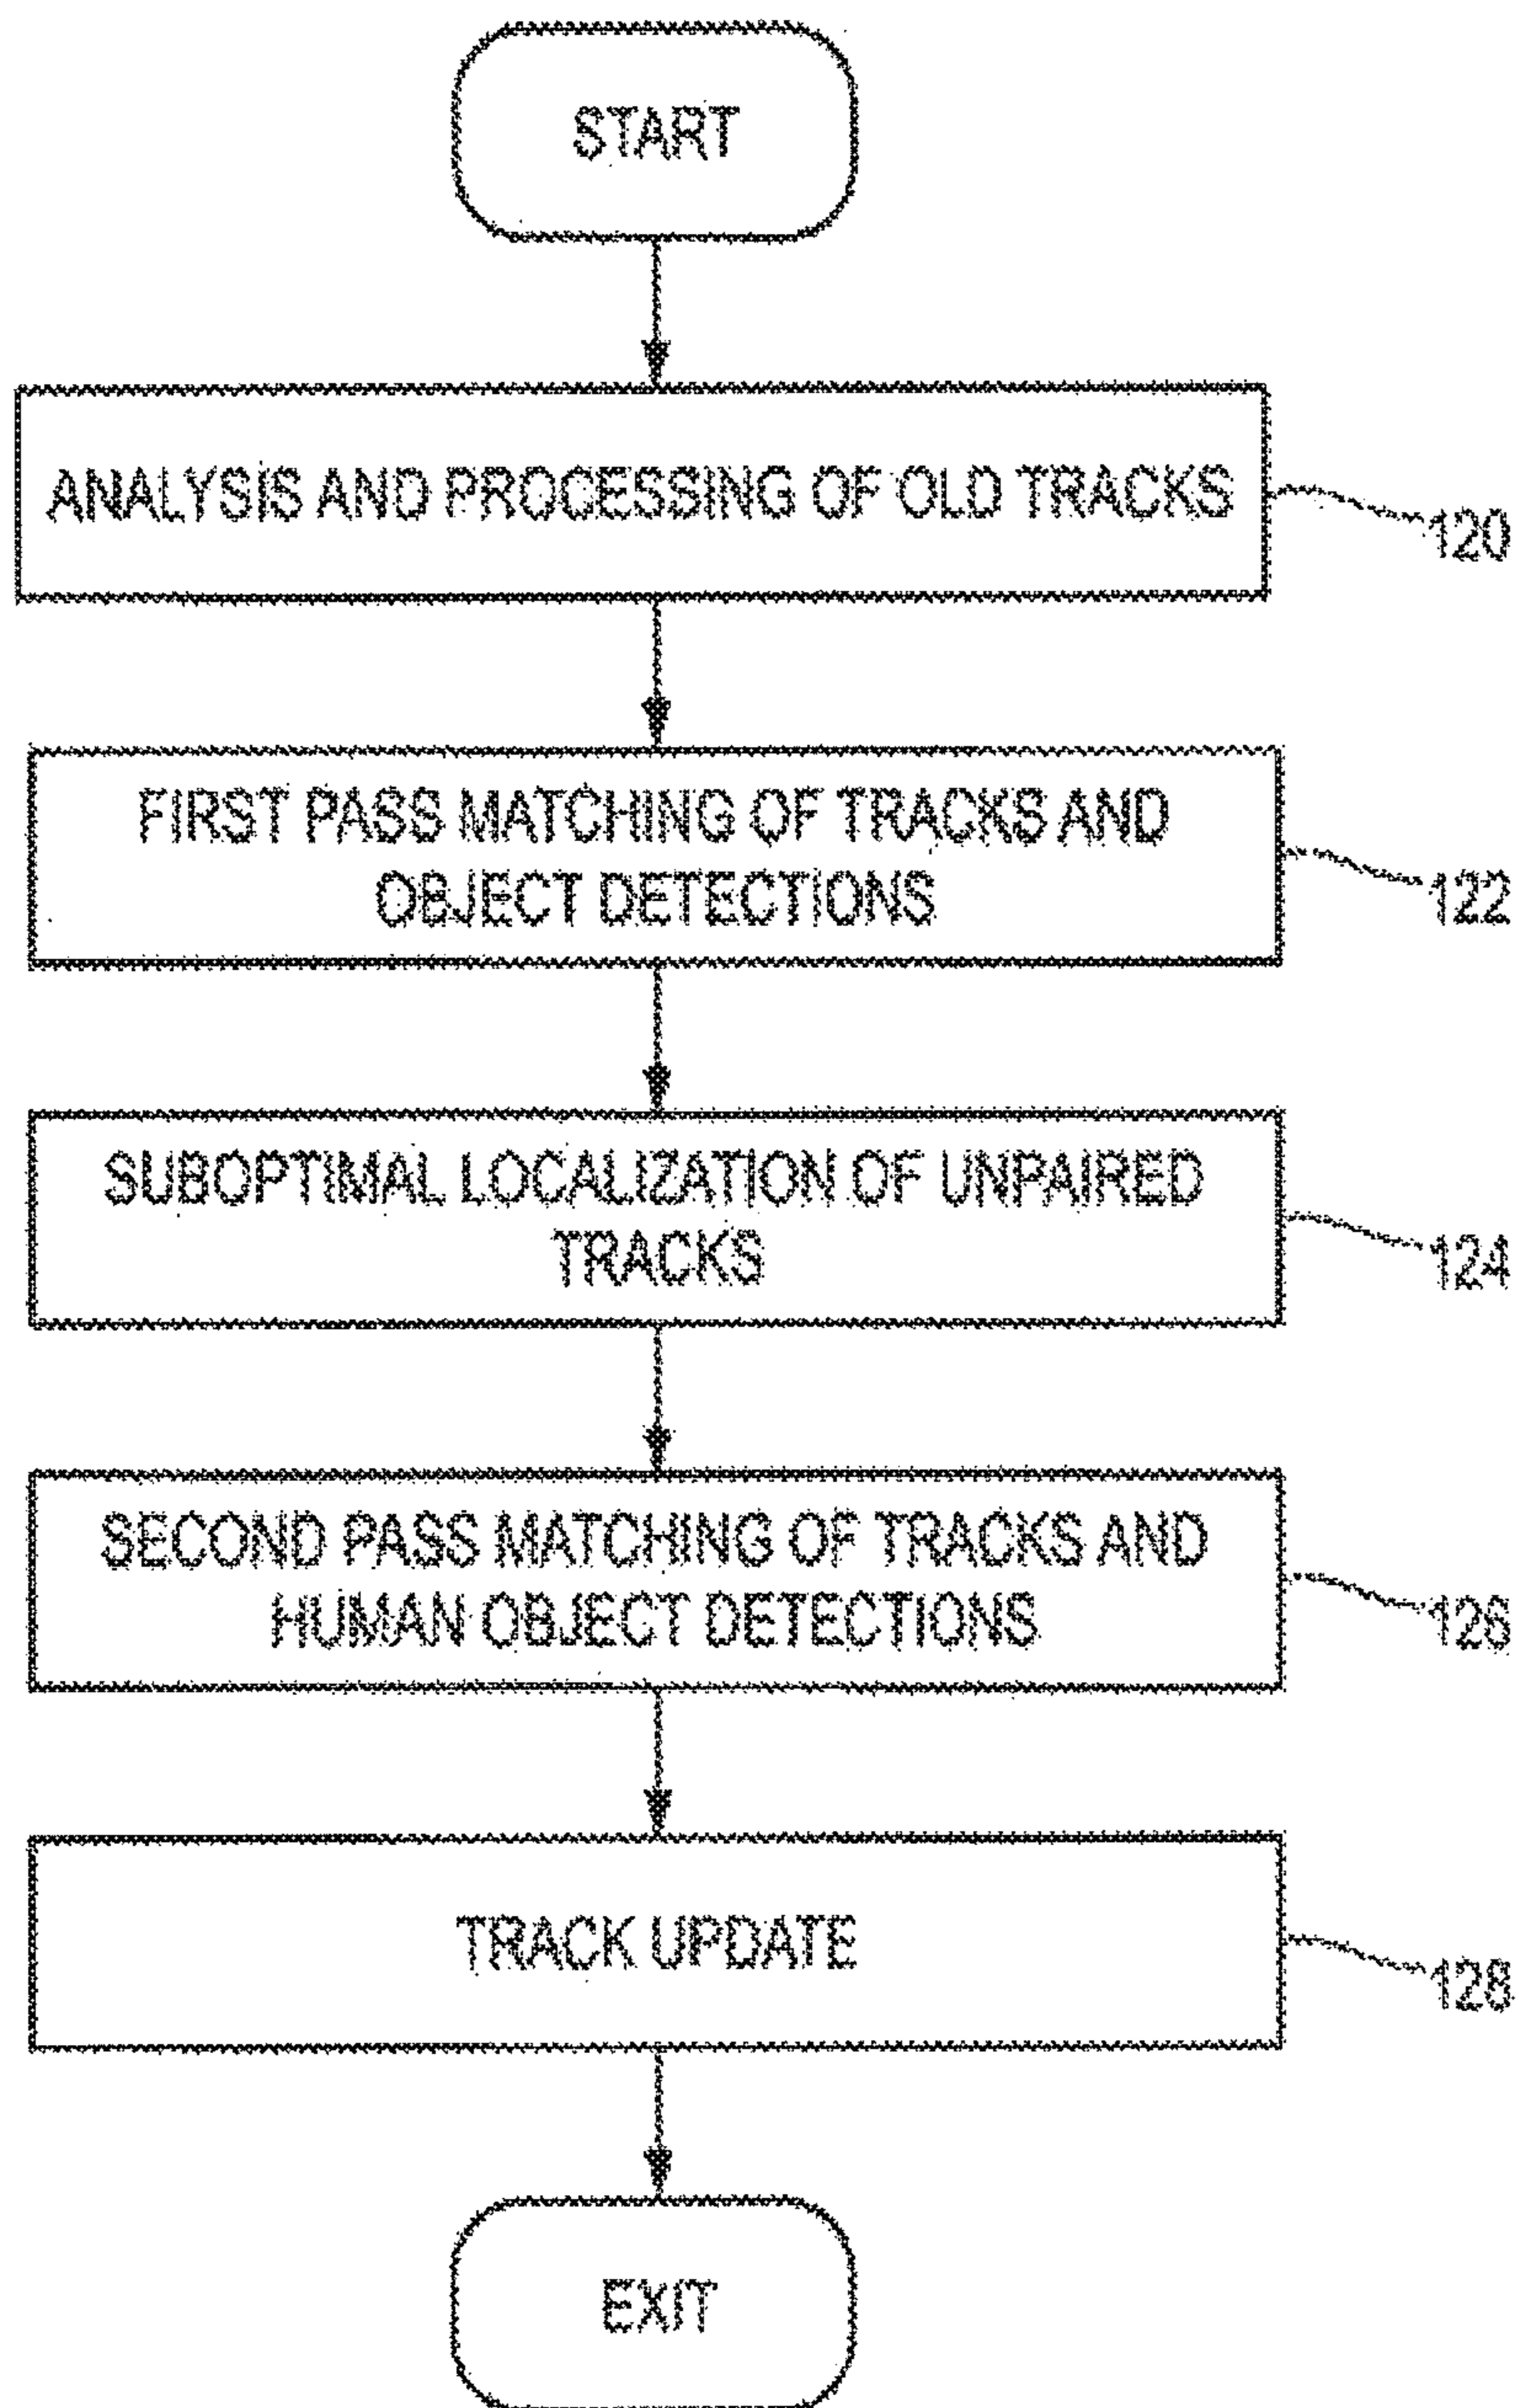 START
ANALYSIS AND PROCESSING OF OLD TRACKS
120
FIRST PASS MATCHING OF TRACKS AND
OBJECT DETECTIONS
122
SUBOPTIMAL LOCALIZATION OF UNPAIRED
TRACKS
124
SECOND PASS MATCHING OF TRACKS AND
HUMAN OBJECT DETECTIONS
126
TRACK UPDATE
128
EXIT